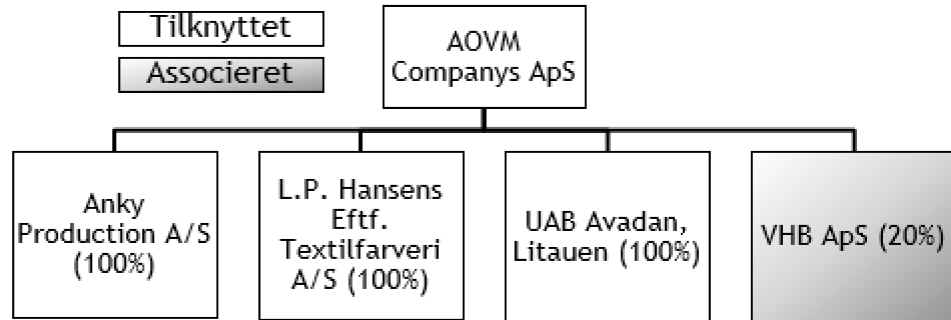 Tilknyttet
Associeret
AOVM
Companys ApS
Anky
Production A/S
(100%)
L.P. Hansens
Eftf.
Textilfarveri
A/S (100%)
UAB Avadan,
Litauen (100%)
VHB ApS (20%)